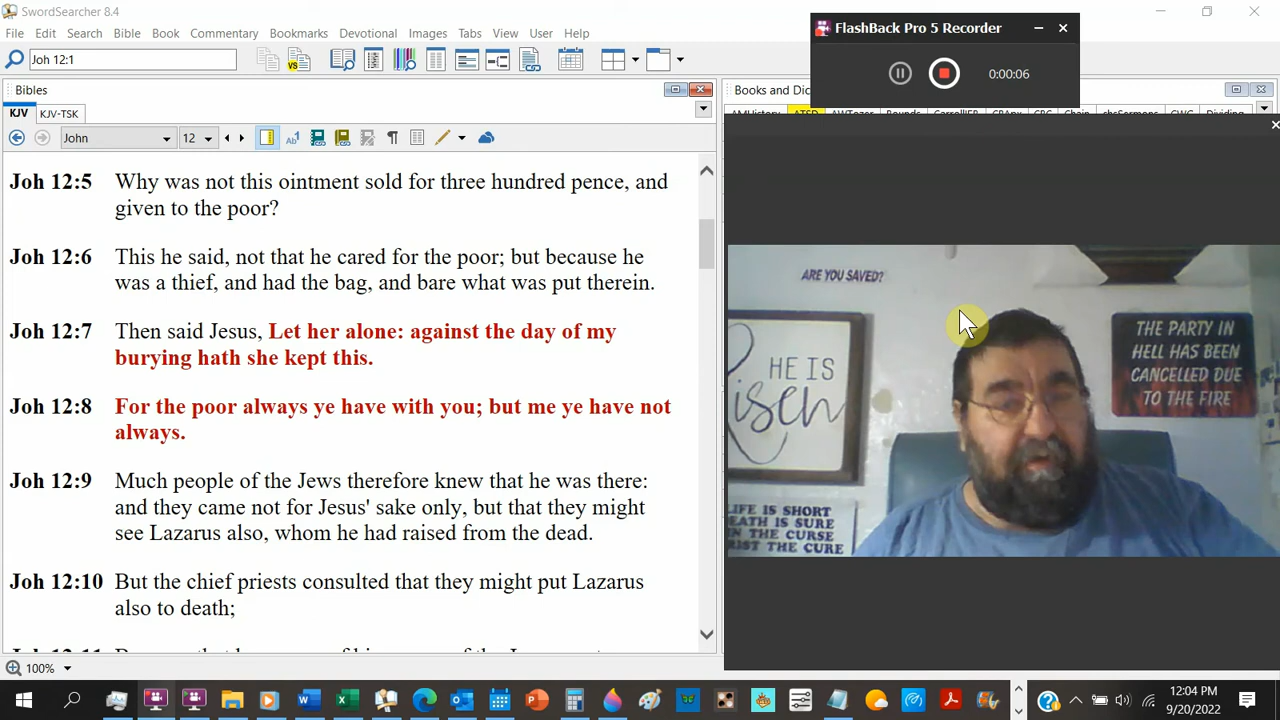 SwordSearcher 8.4
File Edit Search Bible Book Commentary Bookmarks Devotional Images Tabs View User Help
Joh 12:1
FlashBack Pro 5 Recorder
0:00:06
Bibles
KJV KJV-TSK
John 12
Joh 12:5 Why was not this ointment sold for three hundred pence, and
given to the poor?
Joh 12:6 This he said, not that he cared for the poor; but because he
was a thief, and had the bag, and bare what was put therein.
Joh 12:7 Then said Jesus, Let her alone: against the day of my
burying hath she kept this.
Joh 12:8 For the poor always ye have with you; but me ye have not
always.
Joh 12:9 Much people of the Jews therefore knew that he was there:
and they came not for Jesus' sake only, but that they might
see Lazarus also, whom he had raised from the dead.
Joh 12:10 But the chief priests consulted that they might put Lazarus
also to death;
100%
Books and Dic
ARE YOU SAVED?
HE IS
Risen
THE PARTY IN
HELL HAS BEEN
CANCELLED DUE
TO THE FIRE
LIFE IS SHORT
DEATH IS SURE
IN THE CURSE
RIST THE CURE
12:04 PM
9/20/2022